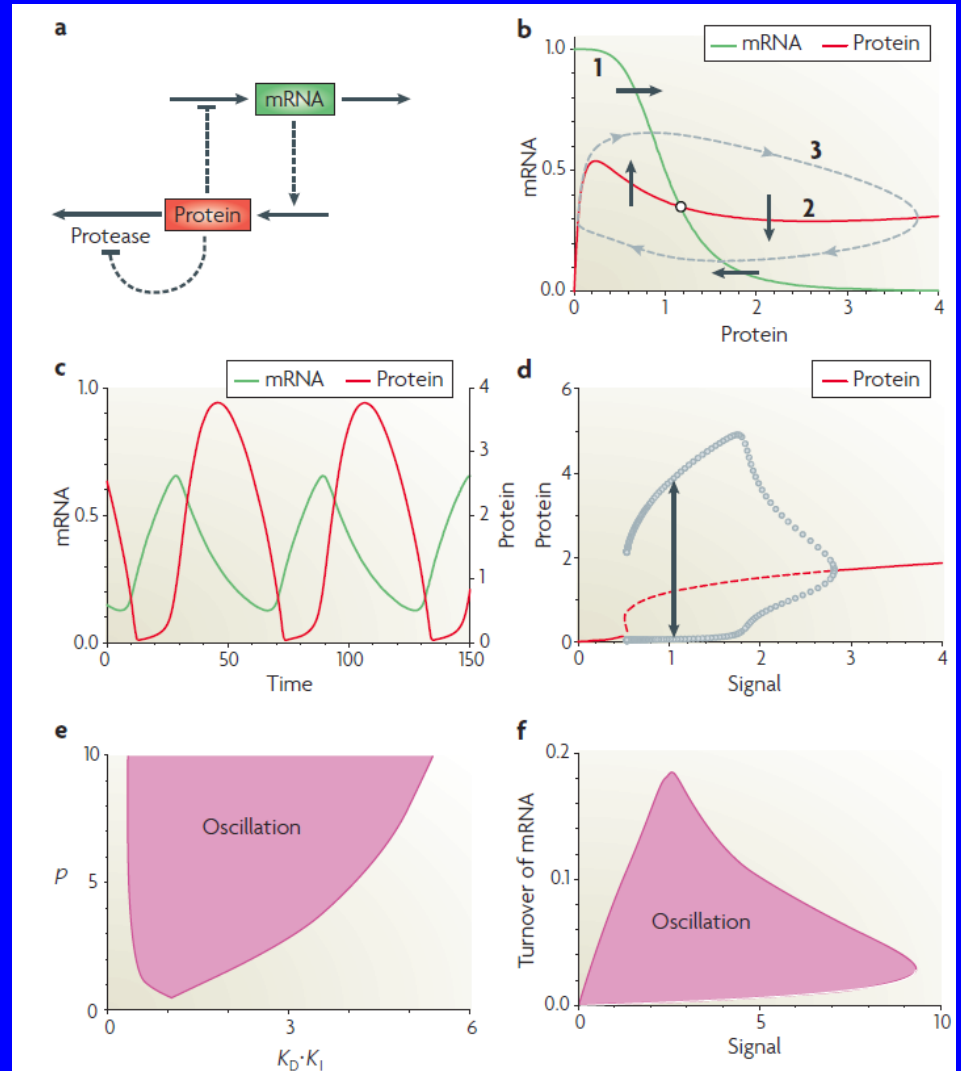 a
mRNA
Protein
Protease
b
mRNA Protein
1
2
3
1.0
0.5
0.0
mRNA
0 1 2 3 4
Protein
c
mRNA Protein
1.0
0.5
0.0
mRNA
4
3
2
1
0
Protein
0 50 100 150
Time
d
Protein
6
4
2
0
Protein
0 1 2 3 4
Signal
e
10
5
0
p
Oscillation
0 3 6
K_D·K_I
f
0.2
0.1
0.0
Turnover of mRNA
Oscillation
0 5 10
Signal